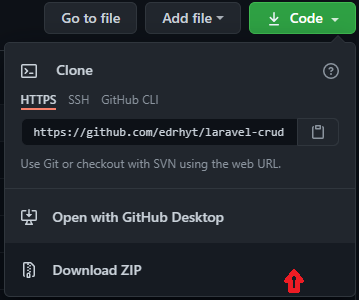 Go to file
Add file
Code
Clone
HTTPS SSH GitHub CLI
https://github.com/edrhyt/laravel-crud
Use Git or checkout with SVN using the web URL.
Open with GitHub Desktop
Download ZIP